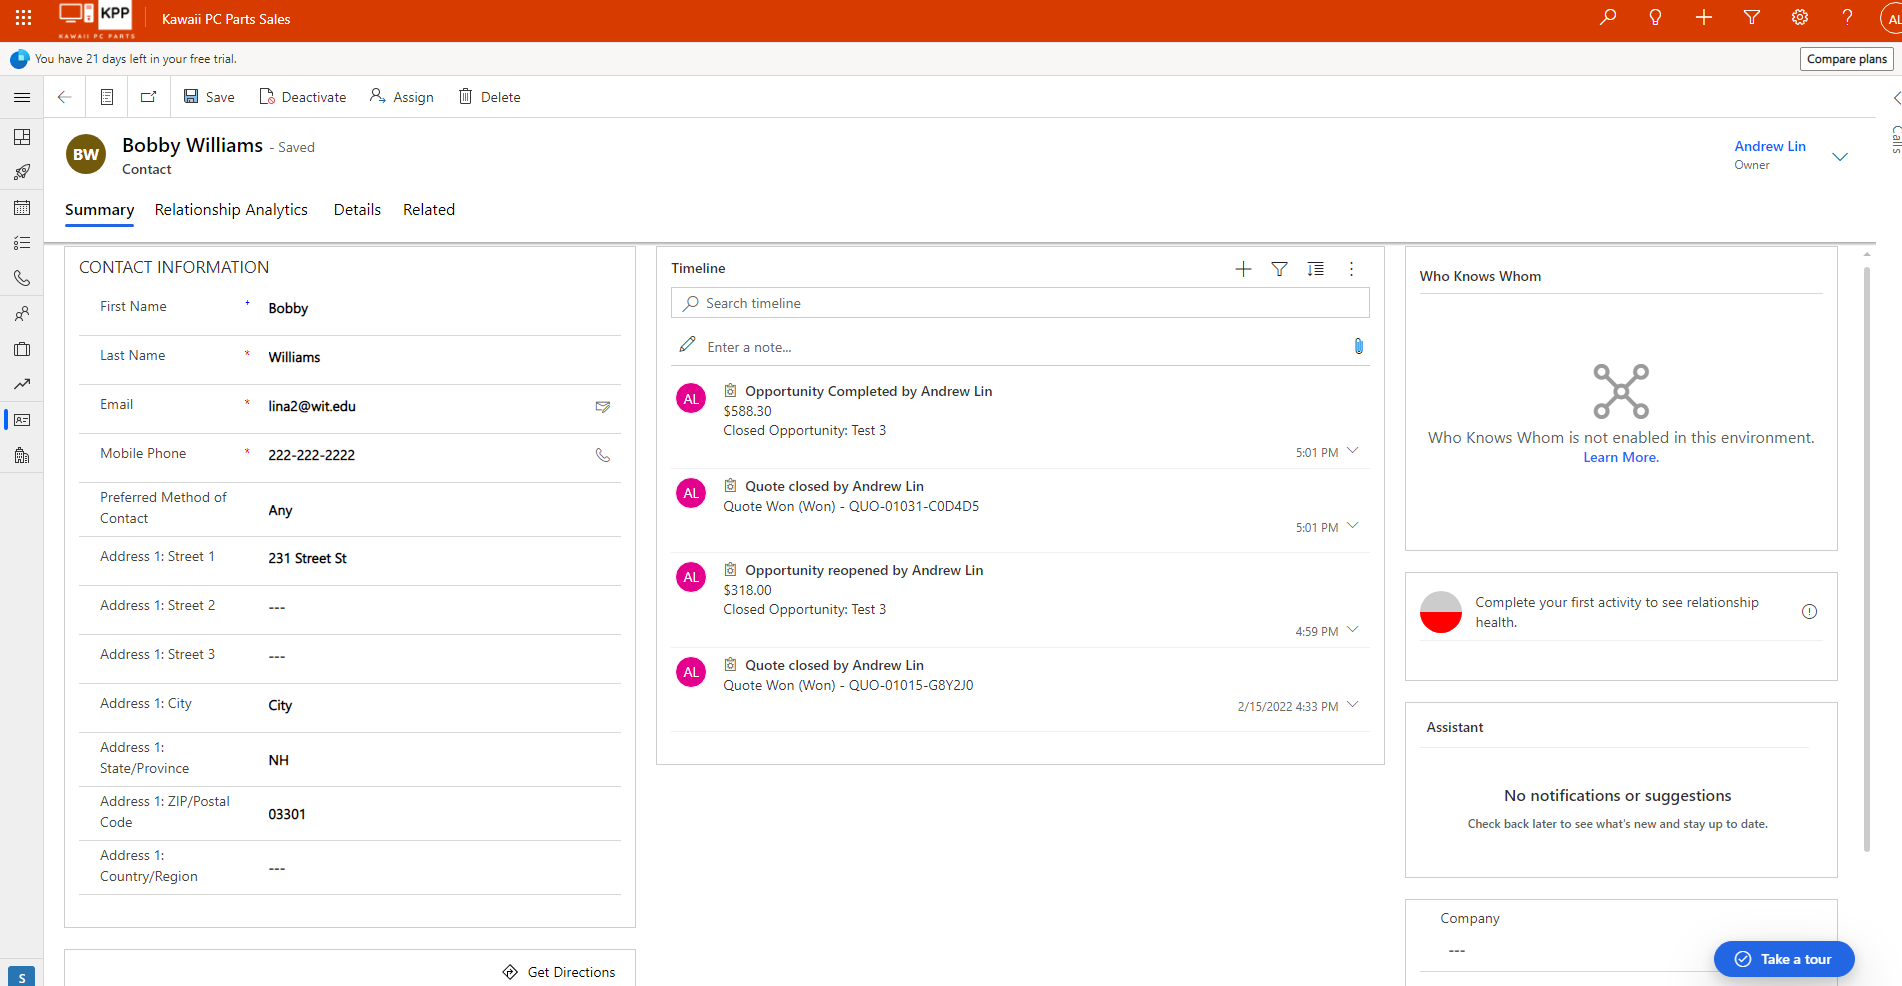 KPP
KAWAII PC PARTS
Kawaii PC Parts Sales
AL
You have 21 days left in your free trial.
Compare plans
Save
Deactivate
Assign
Delete
BW
Bobby Williams - Saved
Contact
Andrew Lin
Owner
Calls
Summary
Relationship Analytics
Details
Related
CONTACT INFORMATION
First Name + Bobby
Last Name * Williams
Email * lina2@wit.edu
Mobile Phone * 222-222-2222
Preferred Method of
Contact
Any
Address 1: Street 1 231 Street St
Address 1: Street 2 ---
Address 1: Street 3 ---
Address 1: City City
Address 1:
State/Province
NH
Address 1: ZIP/Postal
Code
03301
Address 1:
Country/Region
---
Get Directions
Timeline
Search timeline
Enter a note...
AL
Opportunity Completed by Andrew Lin
$588.30
Closed Opportunity: Test 3
5:01 PM
AL
Quote closed by Andrew Lin
Quote Won (Won) - QUO-01031-C0D4D5
5:01 PM
AL
Opportunity reopened by Andrew Lin
$318.00
Closed Opportunity: Test 3
4:59 PM
AL
Quote closed by Andrew Lin
Quote Won (Won) - QUO-01015-G8Y2J0
2/15/2022 4:33 PM
Who Knows Whom
Who Knows Whom is not enabled in this environment.
Learn More.
Complete your first activity to see relationship
health.
Assistant
No notifications or suggestions
Check back later to see what's new and stay up to date.
Company
---
Take a tour
S